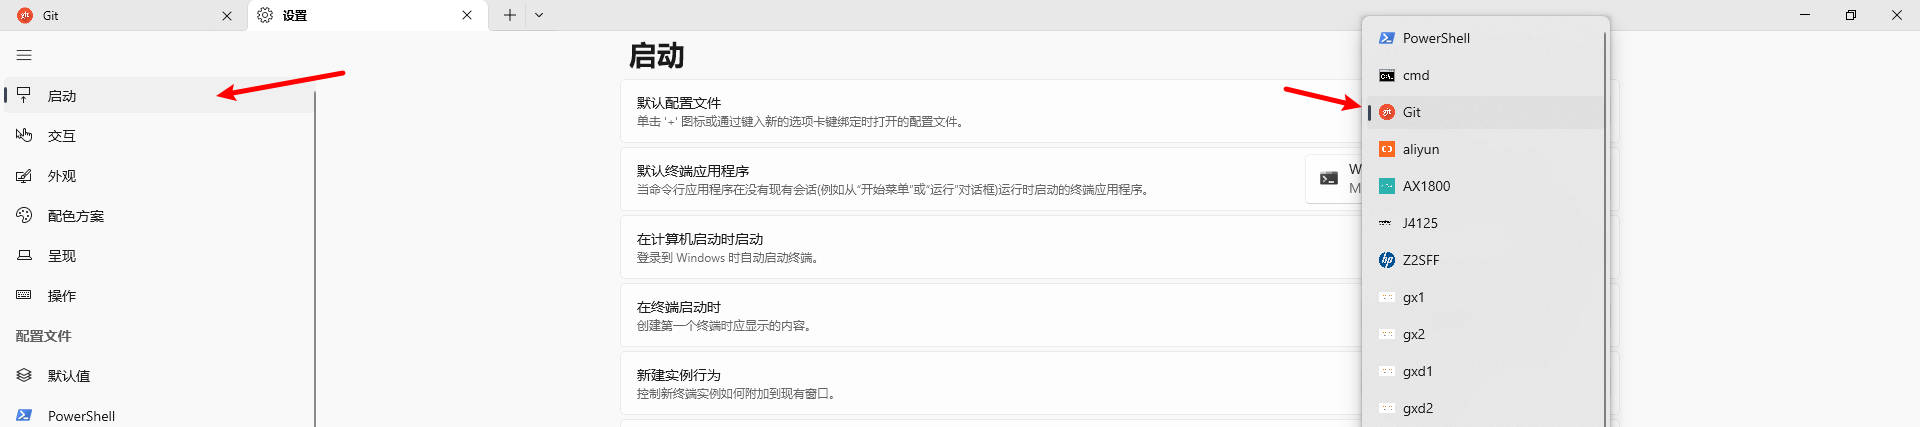 Git
设置
启动
交互
外观
配色方案
呈现
操作
配置文件
默认值
PowerShell
启动
默认配置文件
单击 '+' 图标或通过键入新的选项卡键绑定时打开的配置文件。
默认终端应用程序
当命令行应用程序在没有现有会话(例如从“开始菜单”或“运行”对话框)运行时启动的终端应用程序。
W
M
在计算机启动时启动
登录到 Windows 时自动启动终端。
在终端启动时
创建第一个终端时应显示的内容。
新建实例行为
控制新终端实例如何附加到现有窗口。
PowerShell
cmd
Git
aliyun
AX1800
J4125
Z2SFF
gx1
gx2
gxd1
gxd2